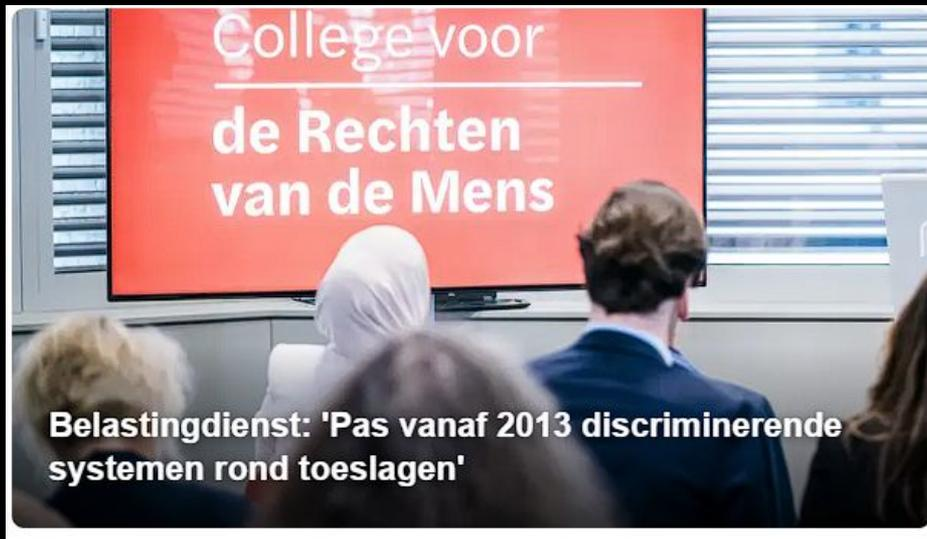 College voor
de Rechten
van de Mens
Belastingdienst: 'Pas vanaf 2013 discriminerende
systemen rond toeslagen'